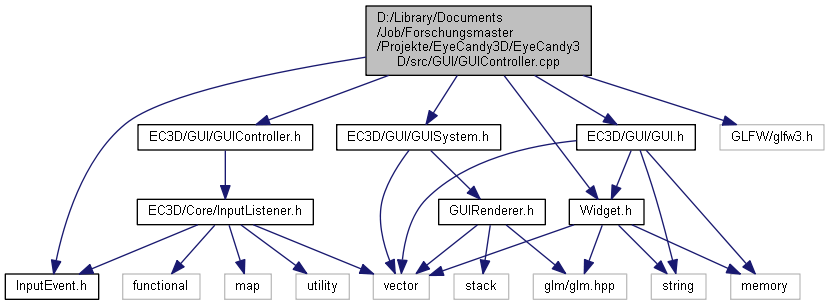 D:/Library/Documents
/Job/Forschungsmaster
/Projekte/EyeCandy3D/EyeCandy3
D/src/GUI/GUIController.cpp
EC3D/GUI/GUIController.h
EC3D/GUI/GUISystem.h
EC3D/GUI/GUI.h
GLFW/glfw3.h
EC3D/Core/InputListener.h
GUIRenderer.h
Widget.h
InputEvent.h
functional
map
utility
vector
stack
glm/glm.hpp
string
memory